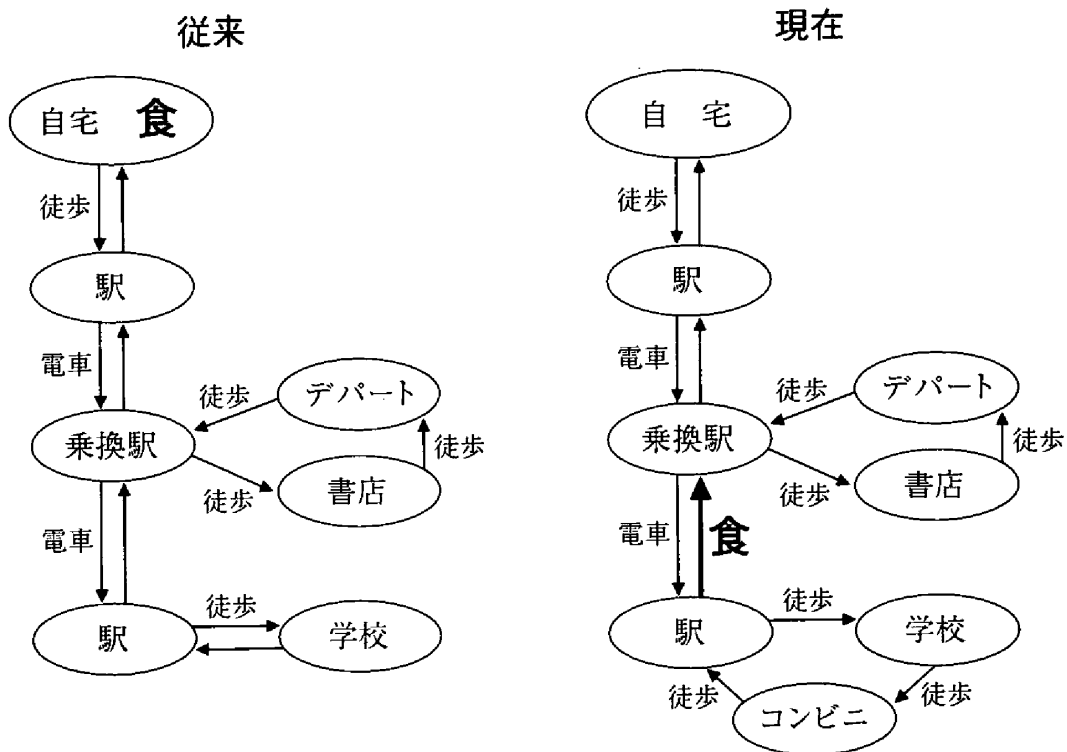 従来
自宅 食
徒歩
駅
電車
徒歩
デパート
乗換駅
徒歩
徒歩
書店
電車
駅
徒歩
学校
現在
自 宅
徒歩
駅
電車
徒歩
デパート
乗換駅
徒歩
徒歩
書店
電車
食
駅
徒歩
学校
徒歩
徒歩
コンビニ